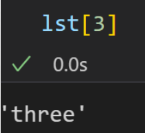 lst[3]
✓ 0.0s
'three'